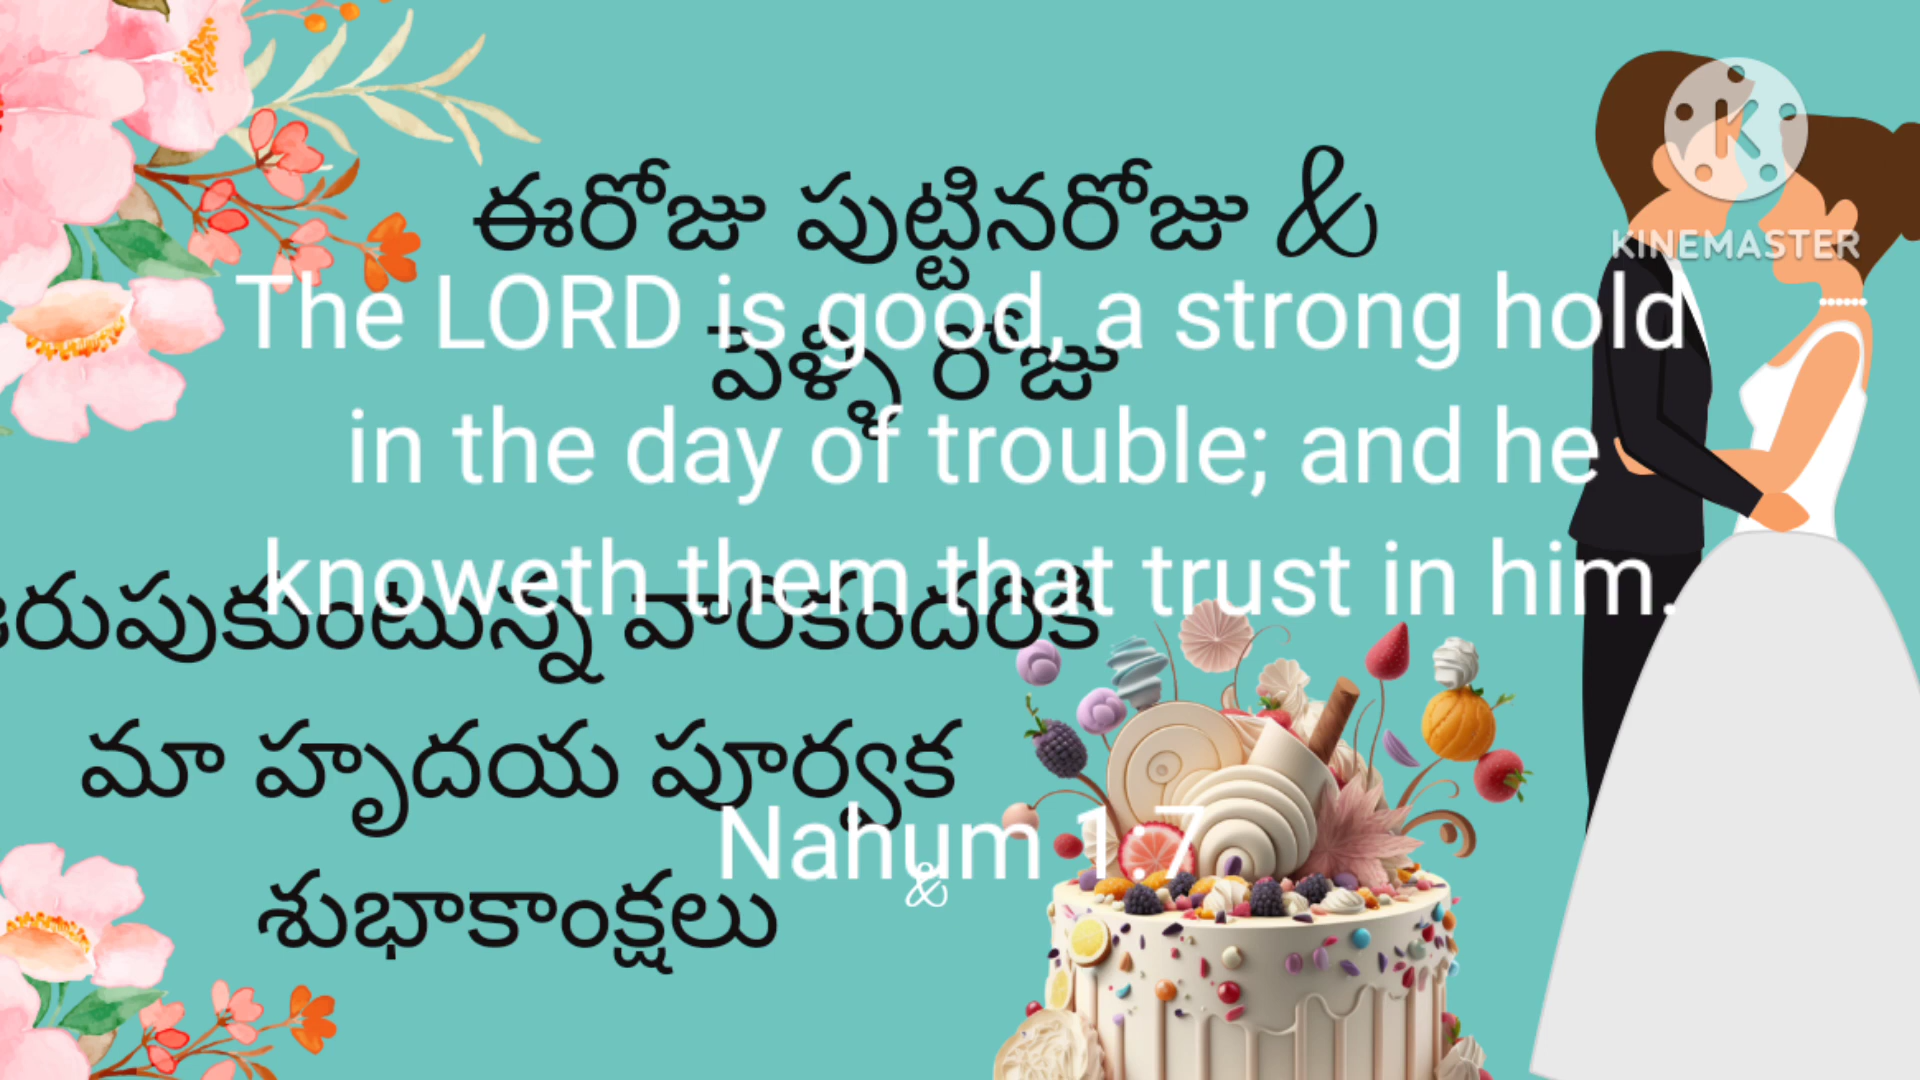 ఈరోజు పుట్టినరోజు &
The LORD is good, a strong hold
పెళ్ళి రోజు
in the day of trouble; and he
knoweth them that trust in him.
వారికందరికి
మా హృదయ పూర్వక
Nahum 1:7
&
శుభాకాంక్షలు
KINEMASTER